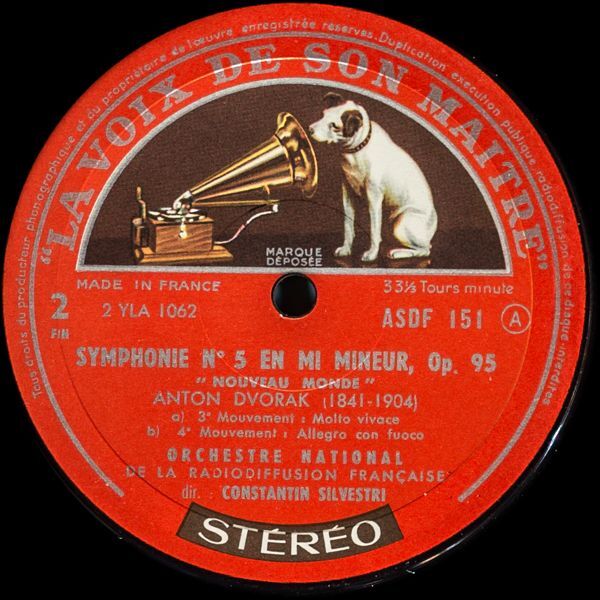 Tous droits du producteur phonographique et du propriétaire de l'œuvre enregistrée réservés. Duplication exécution publique radiodiffusion de ce disque interdites
"LA VOIX DE SON MAITRE"
MARQUE
DÉPOSÉE
MADE IN FRANCE
33⅓ Tours minute
2
FIN
2 YLA 1062
ASDF 151 A
SYMPHONIE N° 5 EN MI MINEUR, Op. 95
"NOUVEAU MONDE"
ANTON DVORAK (1841-1904)
a) 3e Mouvement : Molto vivace
b) 4e Mouvement : Allegro con fuoco
ORCHESTRE NATIONAL
DE LA RADIODIFFUSION FRANÇAISE
dir. : CONSTANTIN SILVESTRI
STÉRÉO